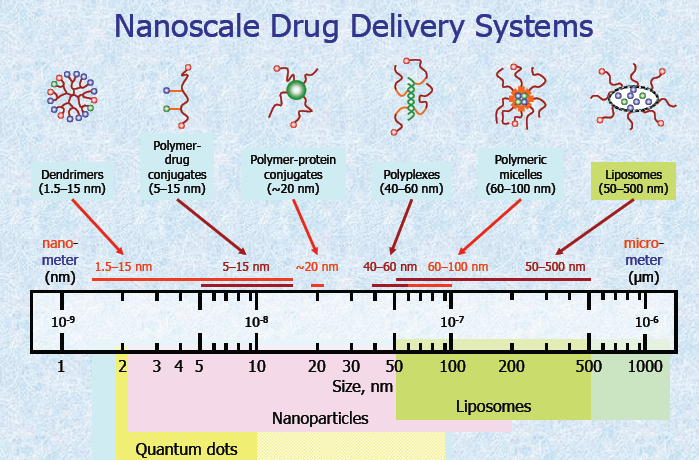 Nanoscale Drug Delivery Systems
Dendrimers
(1.5–15 nm)
Polymer-
drug
conjugates
(5–15 nm)
Polymer-protein
conjugates
(~20 nm)
Polyplexes
(40–60 nm)
Polymeric
micelles
(60–100 nm)
Liposomes
(50–500 nm)
nano-
meter
(nm)
1.5–15 nm
5–15 nm
~20 nm
40–60 nm
60–100 nm
50–500 nm
micro-
meter
(µm)
10-9
10-8
10-7
10-6
1 2 3 4 5 10 20 30 50 100 200 500 1000
Size, nm
Liposomes
Nanoparticles
Quantum dots